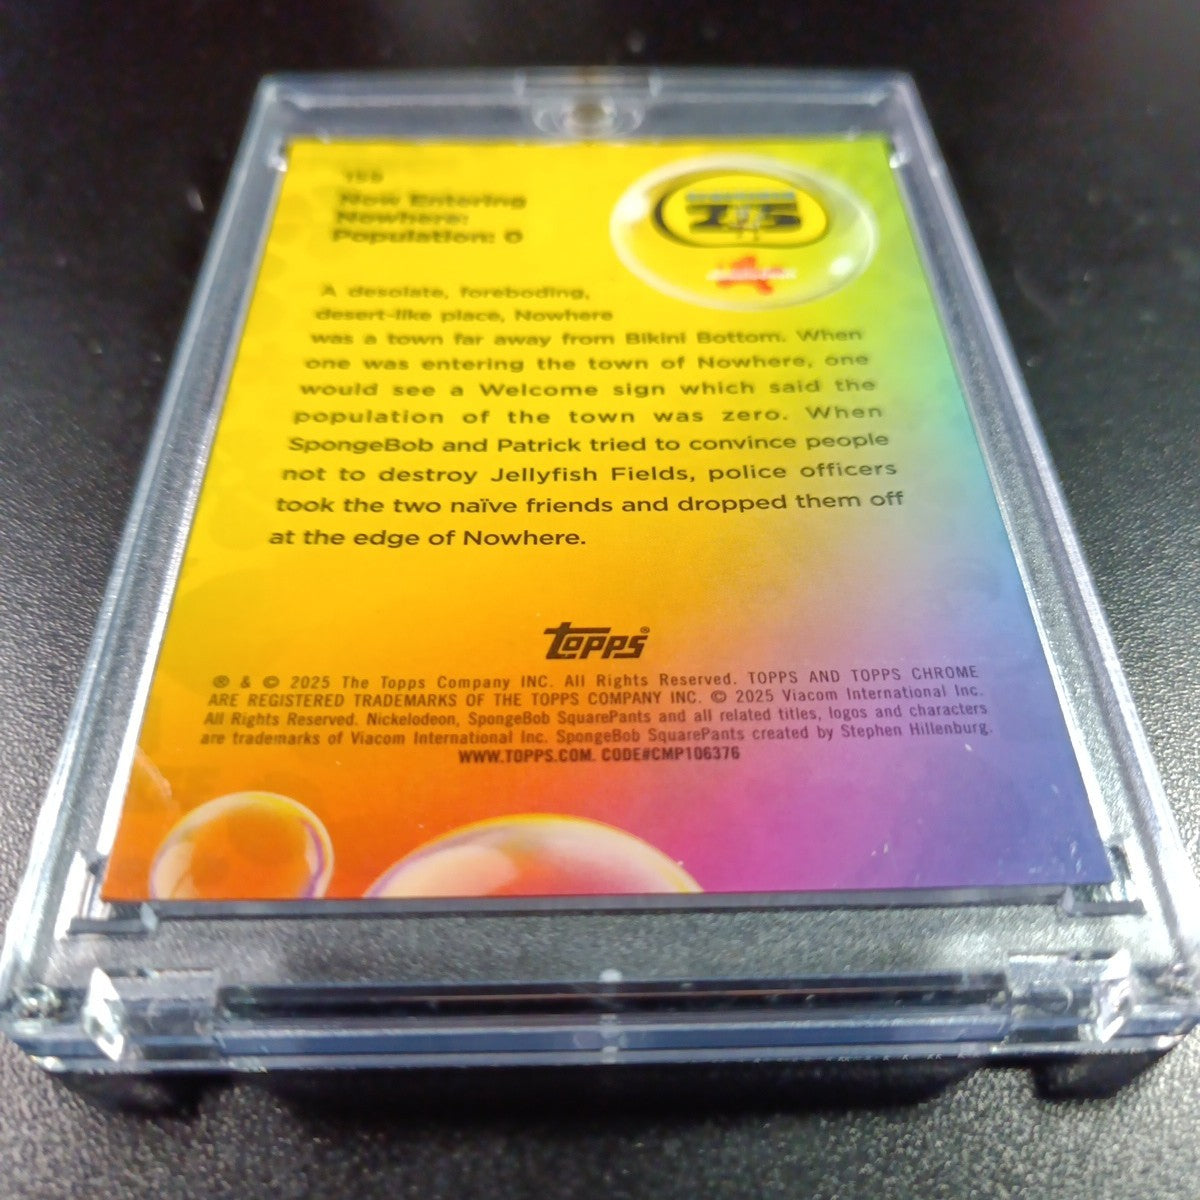 Now Entering
Nowhere:
Population: 0
A desolate, foreboding,
desert-like place, Nowhere
was a town far away from Bikini Bottom. When
one was entering the town of Nowhere, one
would see a Welcome sign which said the
population of the town was zero. When
SpongeBob and Patrick tried to convince people
not to destroy Jellyfish Fields, police officers
took the two naïve friends and dropped them off
at the edge of Nowhere.
TOPPS®
® & © 2025 The Topps Company INC. All Rights Reserved. TOPPS AND TOPPS CHROME
ARE REGISTERED TRADEMARKS OF THE TOPPS COMPANY INC. © 2025 Viacom International Inc.
All Rights Reserved. Nickelodeon, SpongeBob SquarePants and all related titles, logos and characters
are trademarks of Viacom International Inc. SpongeBob SquarePants created by Stephen Hillenburg.
WWW.TOPPS.COM. CODE#CMP106376